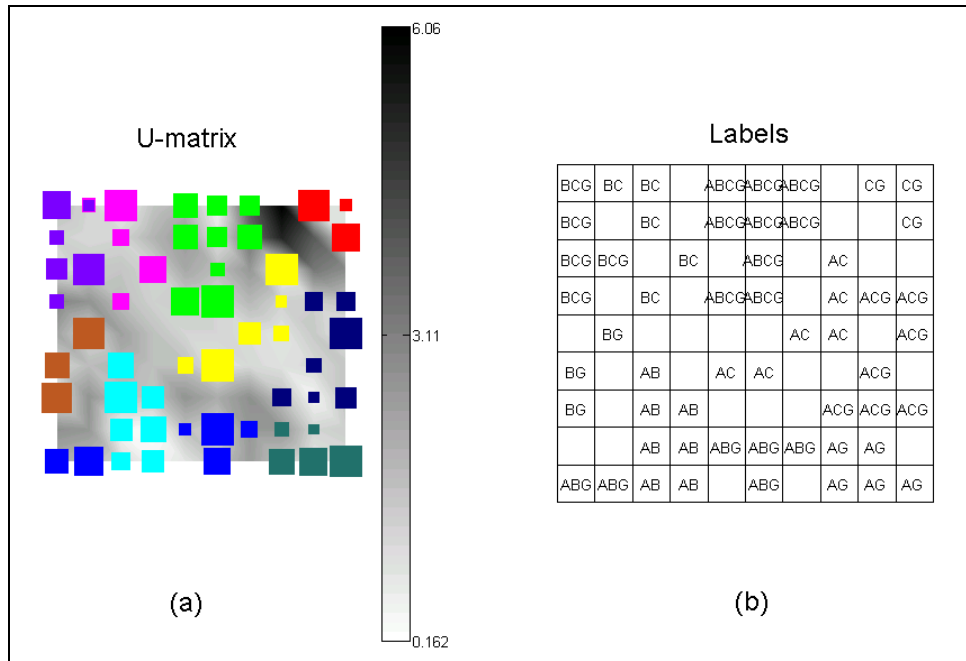 6.06
U-matrix
3.11
0.162
(a)
Labels
BCG BC BC ABCG ABCG ABCG CG CG
BCG BC ABCG ABCG ABCG CG
BCG BCG BC ABCG AC
BCG BC ABCG ABCG AC ACG ACG
BG AC AC ACG
BG AB AC AC ACG
BG AB AB ACG ACG ACG
AB AB ABG ABG ABG AG AG
ABG ABG AB AB ABG AG AG AG
(b)